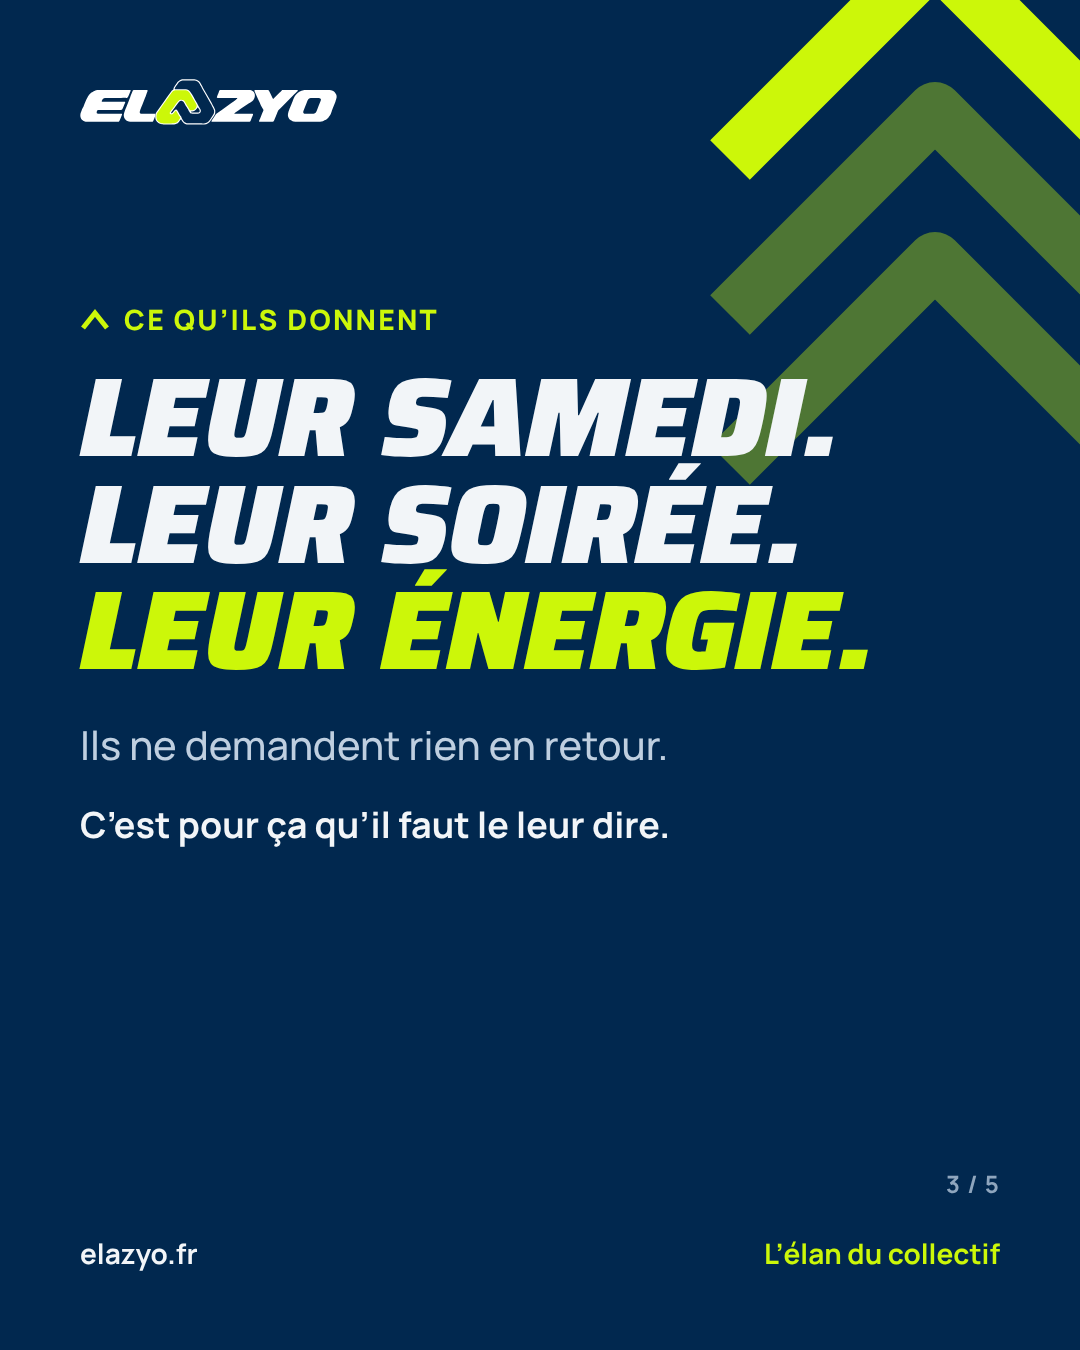 ELAZYO
CE QU’ILS DONNENT
LEUR SAMEDI.
LEUR SOIRÉE.
LEUR ÉNERGIE.
Ils ne demandent rien en retour.
C’est pour ça qu’il faut le leur dire.
3 / 5
elazyo.fr
L’élan du collectif